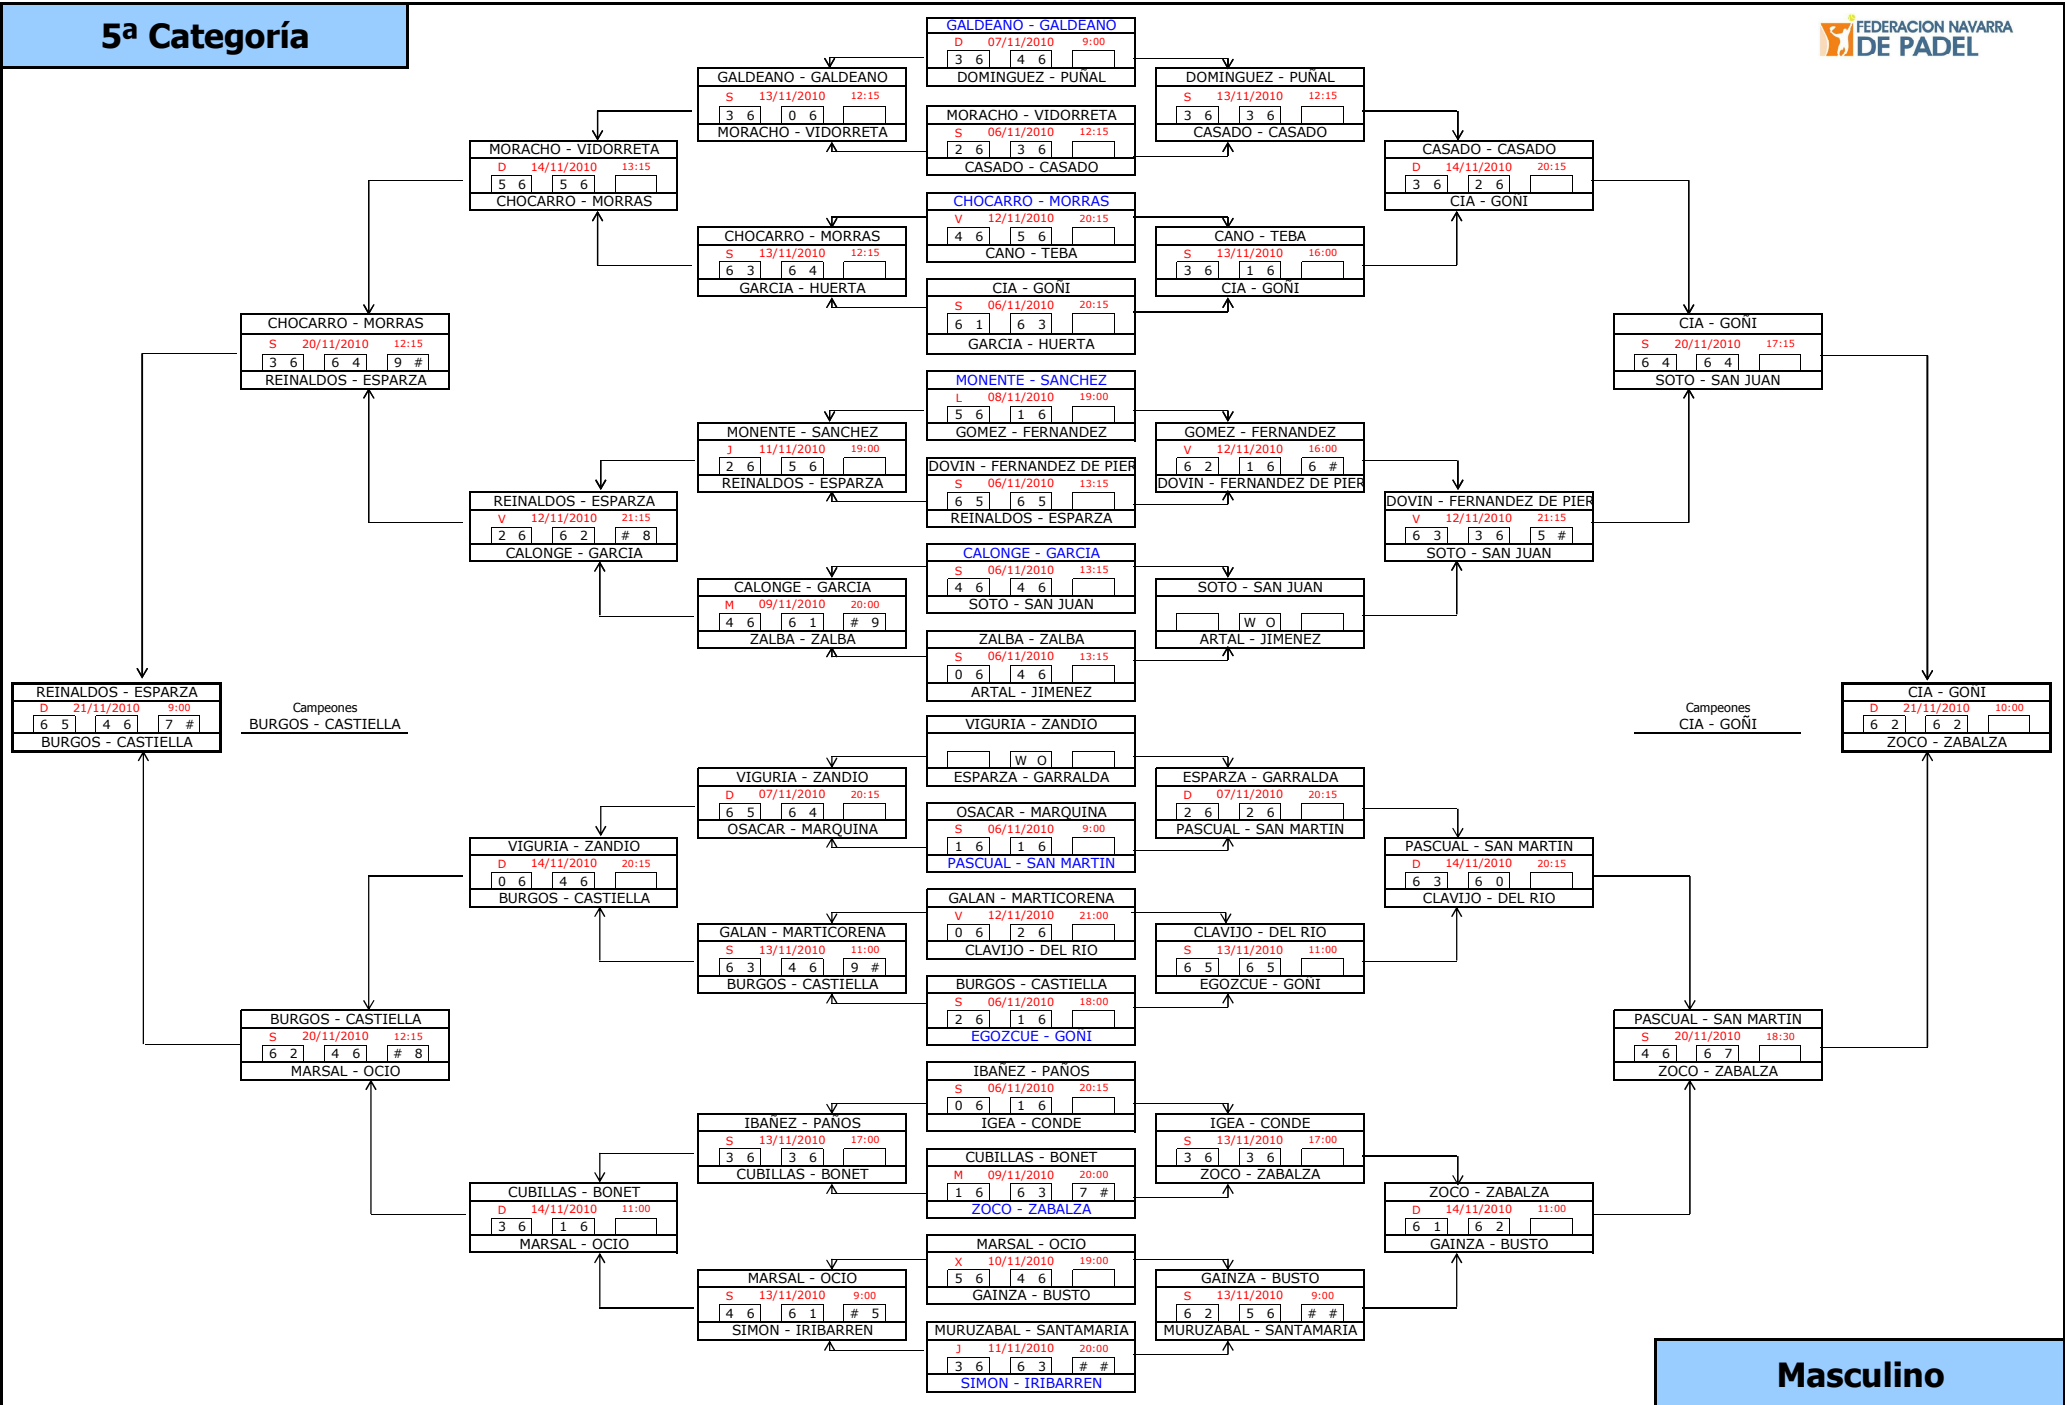 5ª Categoría
FEDERACION NAVARRA
DE PADEL
REINALDOS - ESPARZA
D 21/11/2010 9:00
6 5 4 6 7 #
BURGOS - CASTIELLA
Campeones
BURGOS - CASTIELLA
CHOCARRO - MORRAS
S 20/11/2010 12:15
3 6 6 4 9 #
REINALDOS - ESPARZA
BURGOS - CASTIELLA
S 20/11/2010 12:15
6 2 4 6 # 8
MARSAL - OCIO
MORACHO - VIDORRETA
D 14/11/2010 13:15
5 6 5 6
CHOCARRO - MORRAS
REINALDOS - ESPARZA
V 12/11/2010 21:15
2 6 6 2 # 8
CALONGE - GARCIA
VIGURIA - ZANDIO
D 14/11/2010 20:15
0 6 4 6
BURGOS - CASTIELLA
CUBILLAS - BONET
D 14/11/2010 11:00
3 6 1 6
MARSAL - OCIO
GALDEANO - GALDEANO
S 13/11/2010 12:15
3 6 0 6
MORACHO - VIDORRETA
CHOCARRO - MORRAS
S 13/11/2010 12:15
6 3 6 4
GARCIA - HUERTA
MONENTE - SANCHEZ
J 11/11/2010 19:00
2 6 5 6
REINALDOS - ESPARZA
CALONGE - GARCIA
M 09/11/2010 20:00
4 6 6 1 # 9
ZALBA - ZALBA
VIGURIA - ZANDIO
D 07/11/2010 20:15
6 5 6 4
OSACAR - MARQUINA
GALAN - MARTICORENA
S 13/11/2010 11:00
6 3 4 6 9 #
BURGOS - CASTIELLA
IBAÑEZ - PAÑOS
S 13/11/2010 17:00
3 6 3 6
CUBILLAS - BONET
MARSAL - OCIO
S 13/11/2010 9:00
4 6 6 1 # 5
SIMON - IRIBARREN
GALDEANO - GALDEANO
D 07/11/2010 9:00
3 6 4 6
DOMINGUEZ - PUÑAL
MORACHO - VIDORRETA
S 06/11/2010 12:15
2 6 3 6
CASADO - CASADO
CHOCARRO - MORRAS
V 12/11/2010 20:15
4 6 5 6
CANO - TEBA
CIA - GOÑI
S 06/11/2010 20:15
6 1 6 3
GARCIA - HUERTA
MONENTE - SANCHEZ
L 08/11/2010 19:00
5 6 1 6
GOMEZ - FERNANDEZ
DOVIN - FERNANDEZ DE PIER
S 06/11/2010 13:15
6 5 6 5
REINALDOS - ESPARZA
CALONGE - GARCIA
S 06/11/2010 13:15
4 6 4 6
SOTO - SAN JUAN
ZALBA - ZALBA
S 06/11/2010 13:15
0 6 4 6
ARTAL - JIMENEZ
VIGURIA - ZANDIO
W O
ESPARZA - GARRALDA
OSACAR - MARQUINA
S 06/11/2010 9:00
1 6 1 6
PASCUAL - SAN MARTIN
GALAN - MARTICORENA
V 12/11/2010 21:00
0 6 2 6
CLAVIJO - DEL RIO
BURGOS - CASTIELLA
S 06/11/2010 18:00
2 6 1 6
EGOZCUE - GOÑI
IBAÑEZ - PAÑOS
S 06/11/2010 20:15
0 6 1 6
IGEA - CONDE
CUBILLAS - BONET
M 09/11/2010 20:00
1 6 6 3 7 #
ZOCO - ZABALZA
MARSAL - OCIO
X 10/11/2010 19:00
5 6 4 6
GAINZA - BUSTO
MURUZABAL - SANTAMARIA
J 11/11/2010 20:00
3 6 6 3 # #
SIMON - IRIBARREN
DOMINGUEZ - PUÑAL
S 13/11/2010 12:15
3 6 3 6
CASADO - CASADO
CANO - TEBA
S 13/11/2010 16:00
3 6 1 6
CIA - GOÑI
GOMEZ - FERNANDEZ
V 12/11/2010 16:00
6 2 1 6 6 #
DOVIN - FERNANDEZ DE PIER
SOTO - SAN JUAN
W O
ARTAL - JIMENEZ
ESPARZA - GARRALDA
D 07/11/2010 20:15
2 6 2 6
PASCUAL - SAN MARTIN
CLAVIJO - DEL RIO
S 13/11/2010 11:00
6 5 6 5
EGOZCUE - GOÑI
IGEA - CONDE
S 13/11/2010 17:00
3 6 3 6
ZOCO - ZABALZA
GAINZA - BUSTO
S 13/11/2010 9:00
6 2 5 6 # #
MURUZABAL - SANTAMARIA
CASADO - CASADO
D 14/11/2010 20:15
3 6 2 6
CIA - GOÑI
DOVIN - FERNANDEZ DE PIER
V 12/11/2010 21:15
6 3 3 6 5 #
SOTO - SAN JUAN
PASCUAL - SAN MARTIN
D 14/11/2010 20:15
6 3 6 0
CLAVIJO - DEL RIO
ZOCO - ZABALZA
D 14/11/2010 11:00
6 1 6 2
GAINZA - BUSTO
CIA - GOÑI
S 20/11/2010 17:15
6 4 6 4
SOTO - SAN JUAN
PASCUAL - SAN MARTIN
S 20/11/2010 18:30
4 6 6 7
ZOCO - ZABALZA
Campeones
CIA - GOÑI
CIA - GOÑI
D 21/11/2010 10:00
6 2 6 2
ZOCO - ZABALZA
Masculino